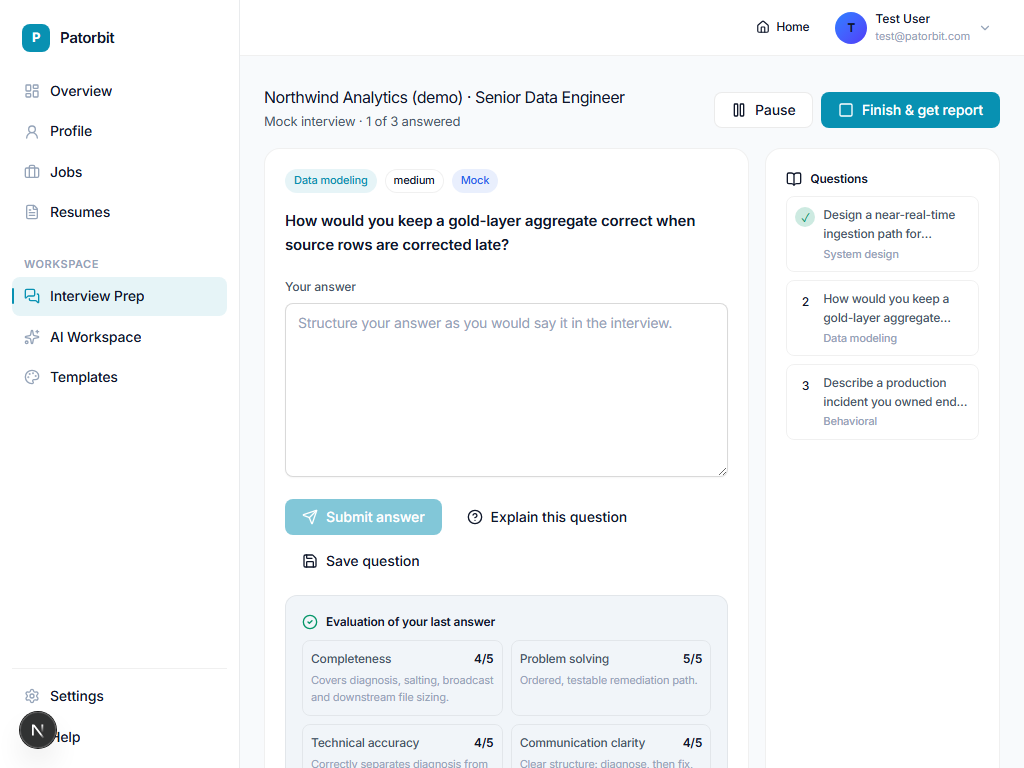 P Patorbit
Home
T
Test User
test@patorbit.com
Overview
Profile
Jobs
Resumes
WORKSPACE
Interview Prep
AI Workspace
Templates
Settings
N
Help
Northwind Analytics (demo) · Senior Data Engineer
Mock interview · 1 of 3 answered
Pause
Finish & get report
Data modeling medium Mock
How would you keep a gold-layer aggregate correct when
source rows are corrected late?
Your answer
Structure your answer as you would say it in the interview.
Submit answer
Explain this question
Save question
Evaluation of your last answer
Completeness 4/5
Covers diagnosis, salting, broadcast
and downstream file sizing.
Problem solving 5/5
Ordered, testable remediation path.
Technical accuracy 4/5
Correctly separates diagnosis from
Communication clarity 4/5
Clear structure: diagnose, then fix.
Questions
Design a near-real-time
ingestion path for...
System design
2 How would you keep a
gold-layer aggregate...
Data modeling
3 Describe a production
incident you owned end...
Behavioral